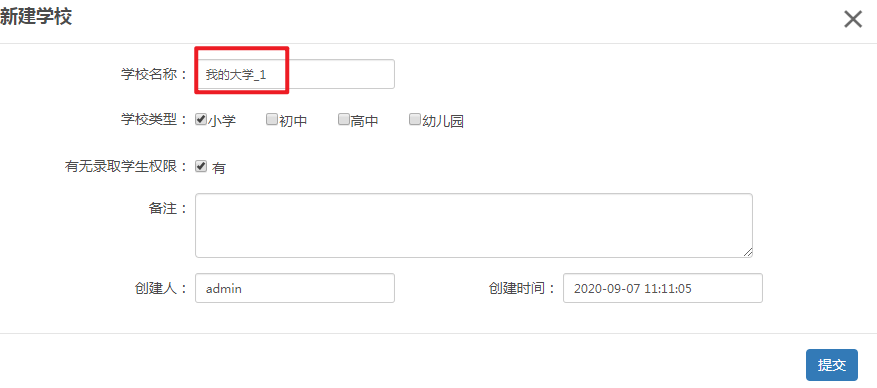 新建学校
学校名称： 我的大学_1
学校类型： 小学 初中 高中 幼儿园
有无录取学生权限： 有
备注：
创建人： admin 创建时间： 2020-09-07 11:11:05
提交